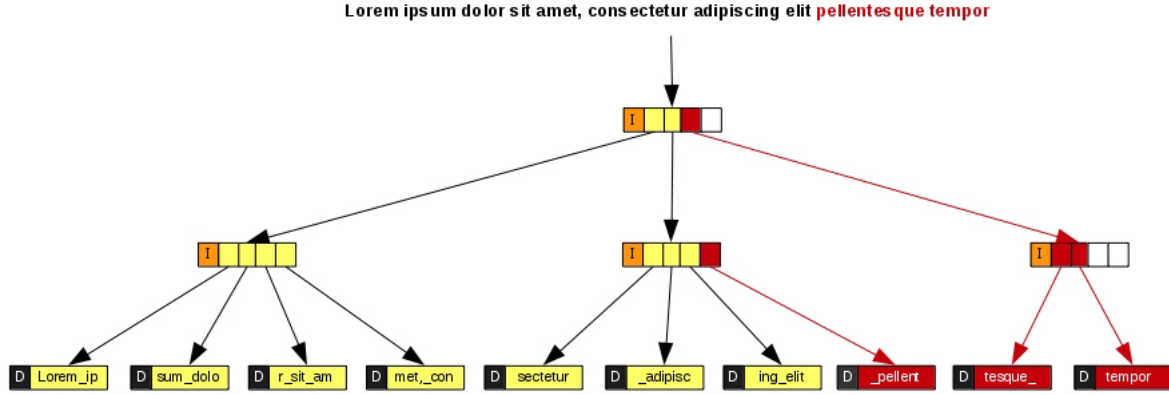 Lorem ipsum dolor sit amet, consectetur adipiscing elit pellentesque tempor
I
I I I
D Lorem_ip D sum_dolo D r_sit_am D met,_con D sectetur D _adipisc D ing_elit D _pellent D tesque_ D tempor